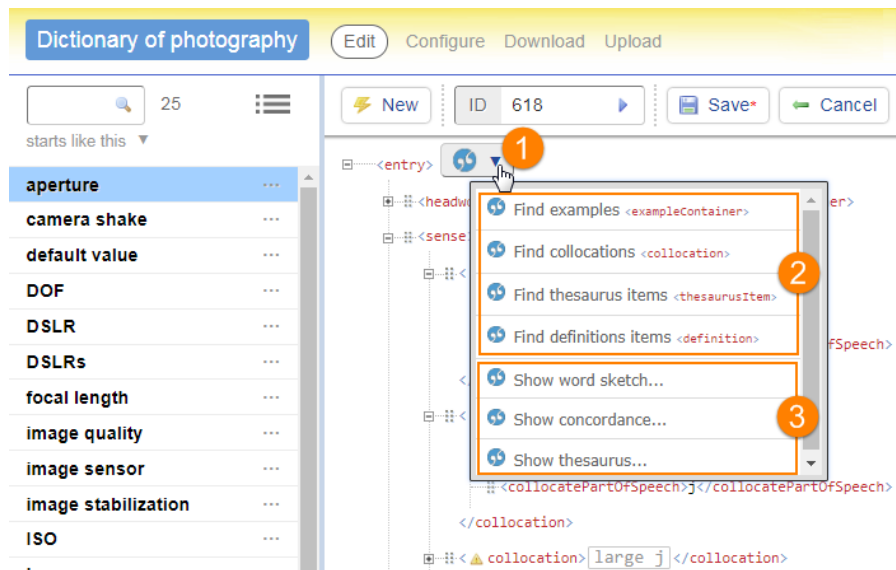 Dictionary of photography Edit Configure Download Upload
25
starts like this ▼
aperture
camera shake
default value
DOF
DSLR
DSLRs
focal length
image quality
image sensor
image stabilization
ISO
New ID 618 Save* Cancel
1
<entry>
<headw er>
<sense
<
Find examples <exampleContainer>
Find collocations <collocation>
2
Find thesaurus items <thesaurusItem>
Find definitions items <definition>
fSpeech>
</
Show word sketch...
<
Show concordance...
3
Show thesaurus...
<collocatePartOfSpeech>j</collocatePartOfSpeech>
</collocation>
< collocation> large j </collocation>